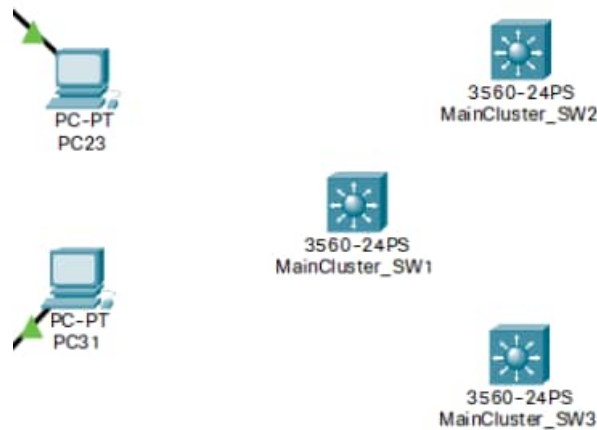 PC-PT
PC23
3560-24PS
MainCluster_SW2
3560-24PS
MainCluster_SW1
PC-PT
PC31
3560-24PS
MainCluster_SW3